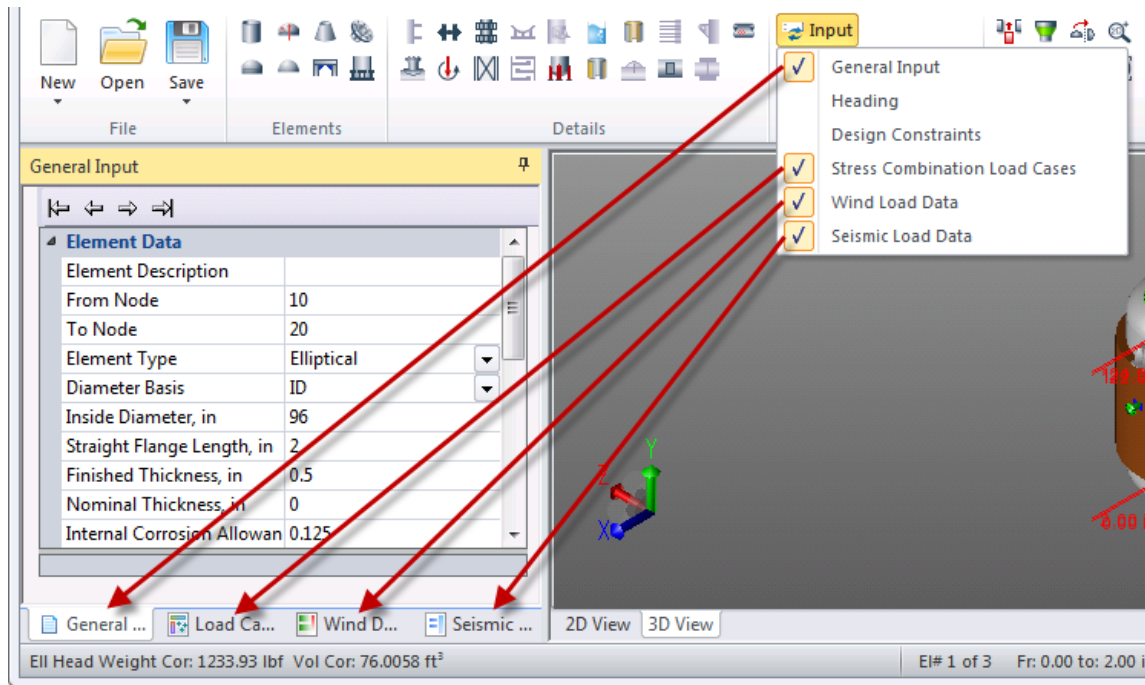 Input
New Open Save
File Elements Details
General Input
Heading
Design Constraints
Stress Combination Load Cases
Wind Load Data
Seismic Load Data
General Input
Element Data
Element Description
From Node 10
To Node 20
Element Type Elliptical
Diameter Basis ID
Inside Diameter, in 96
Straight Flange Length, in 2
Finished Thickness, in 0.5
Nominal Thickness, in 0
Internal Corrosion Allowan 0.125
Y
Z
X
0.00
General ... Load Ca... Wind D... Seismic ...
2D View 3D View
Ell Head Weight Cor: 1233.93 lbf Vol Cor: 76.0058 ft³
El# 1 of 3 Fr: 0.00 to: 2.00 i